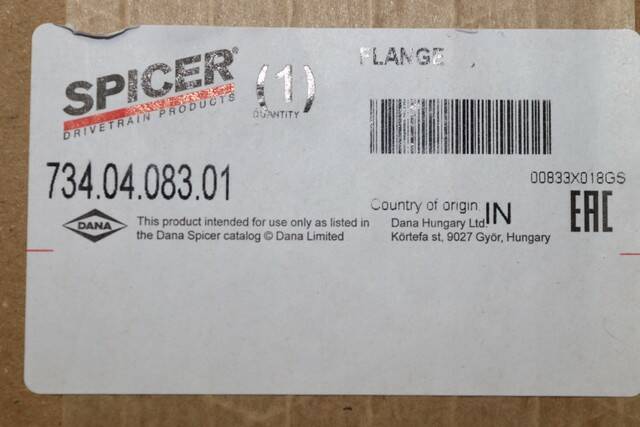 SPICER®
DRIVETRAIN PRODUCTS
(1)
QUANTITY
FLANGE
734.04.083.01
00833X018GS
DANA
This product intended for use only as listed in
the Dana Spicer catalog © Dana Limited
Country of origin IN
Dana Hungary Ltd.
Körtefa st, 9027 Győr, Hungary
EAC